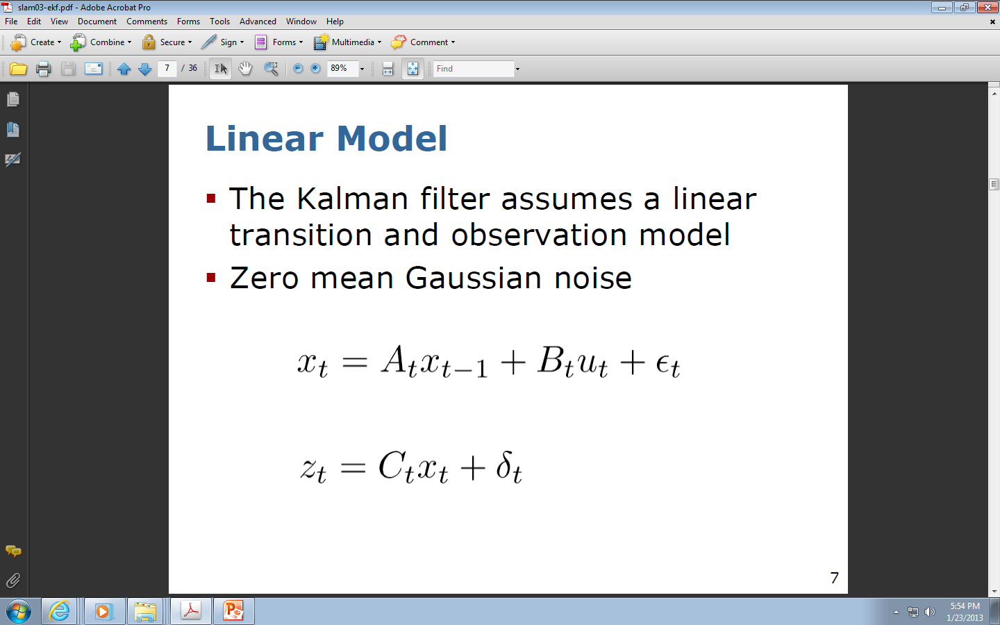 slam03-ekf.pdf - Adobe Acrobat Pro
File Edit View Document Comments Forms Tools Advanced Window Help
Create Combine Secure Sign Forms Multimedia Comment
7 / 36 89% Find
Linear Model
The Kalman filter assumes a linear
transition and observation model
Zero mean Gaussian noise
x_t = A_t x_{t-1} + B_t u_t + ϵ_t
z_t = C_t x_t + δ_t
7
5:54 PM
1/23/2013